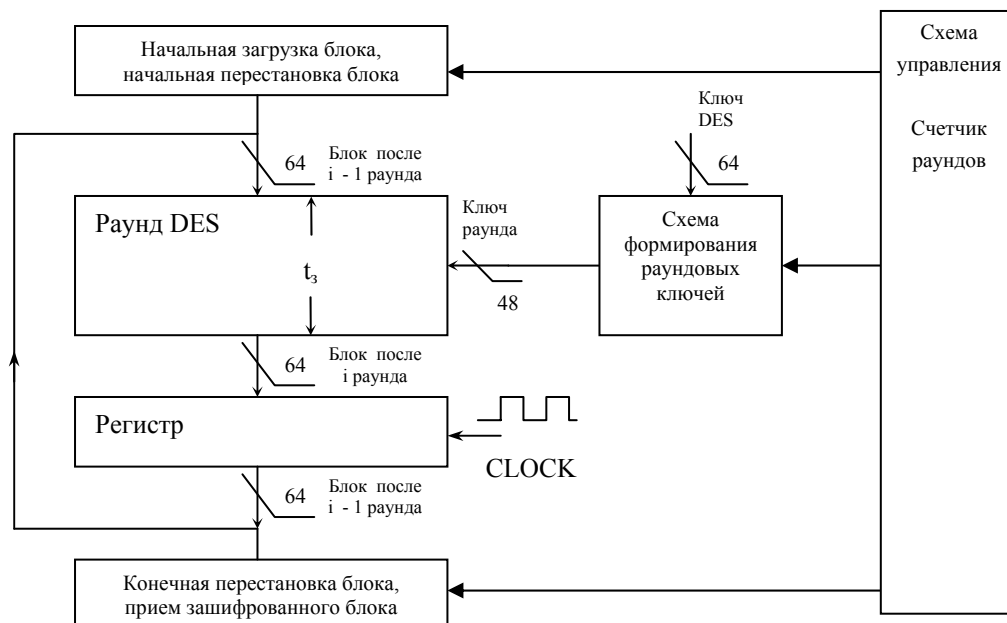 Начальная загрузка блока,
начальная перестановка блока
Схема
управления
Счетчик
раундов
Ключ
DES
64
64
Блок после
i - 1 раунда
Раунд DES
tз
Ключ
раунда
48
Схема
формирования
раундовых
ключей
64
Блок после
i раунда
Регистр
CLOCK
64
Блок после
i - 1 раунда
Конечная перестановка блока,
прием зашифрованного блока